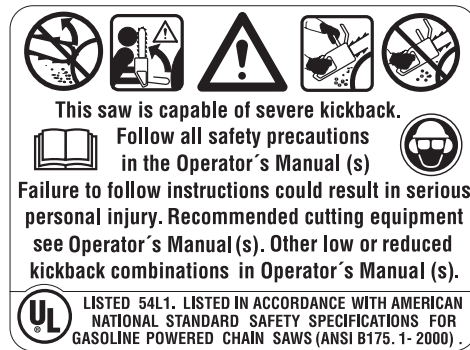 This saw is capable of severe kickback.
Follow all safety precautions
in the Operator´s Manual (s)
Failure to follow instructions could result in serious
personal injury. Recommended cutting equipment
see Operator´s Manual (s). Other low or reduced
kickback combinations in Operator´s Manual (s).
UL
®
LISTED 54L1. LISTED IN ACCORDANCE WITH AMERICAN
NATIONAL STANDARD SAFETY SPECIFICATIONS FOR
GASOLINE POWERED CHAIN SAWS (ANSI B175. 1- 2000) .